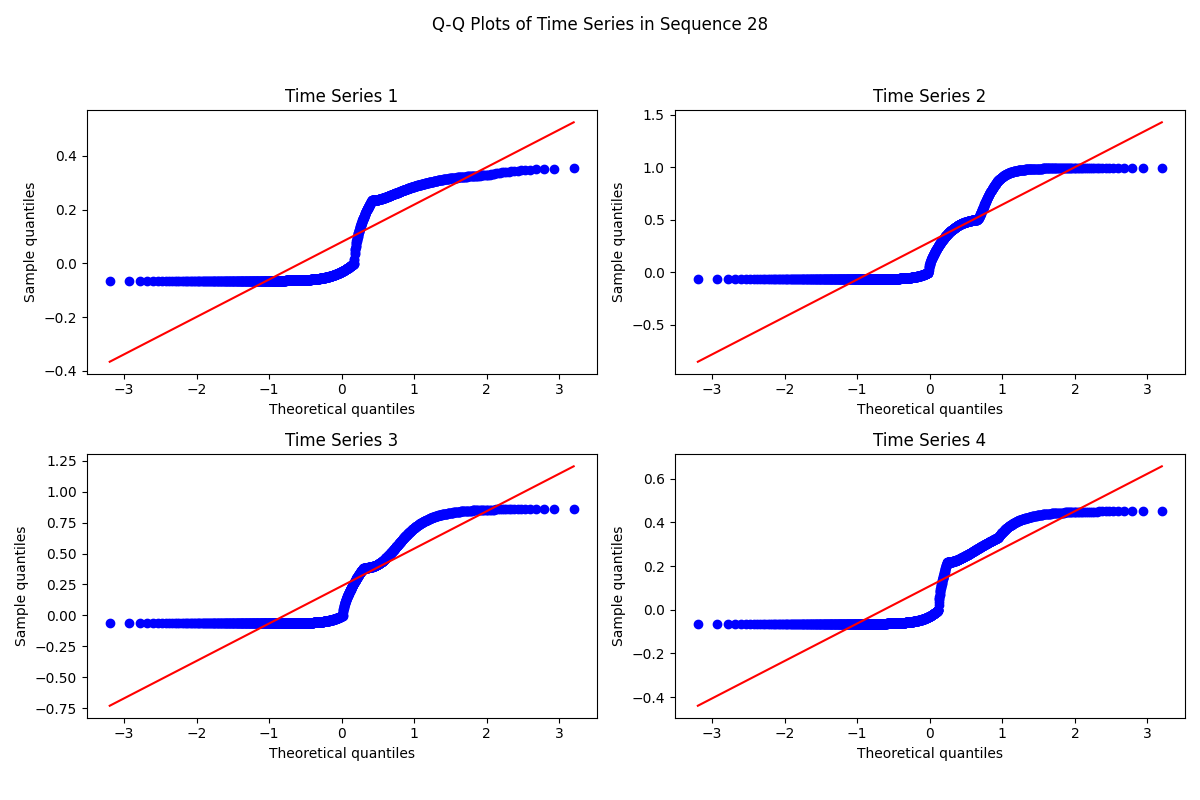 Q-Q Plots of Time Series in Sequence 28
Time Series 1
Sample quantiles
0.4
0.2
0.0
−0.2
−0.4
−3 −2 −1 0 1 2 3
Theoretical quantiles
Time Series 2
Sample quantiles
1.5
1.0
0.5
0.0
−0.5
−3 −2 −1 0 1 2 3
Theoretical quantiles
Time Series 3
Sample quantiles
1.25
1.00
0.75
0.50
0.25
0.00
−0.25
−0.50
−0.75
−3 −2 −1 0 1 2 3
Theoretical quantiles
Time Series 4
Sample quantiles
0.6
0.4
0.2
0.0
−0.2
−0.4
−3 −2 −1 0 1 2 3
Theoretical quantiles